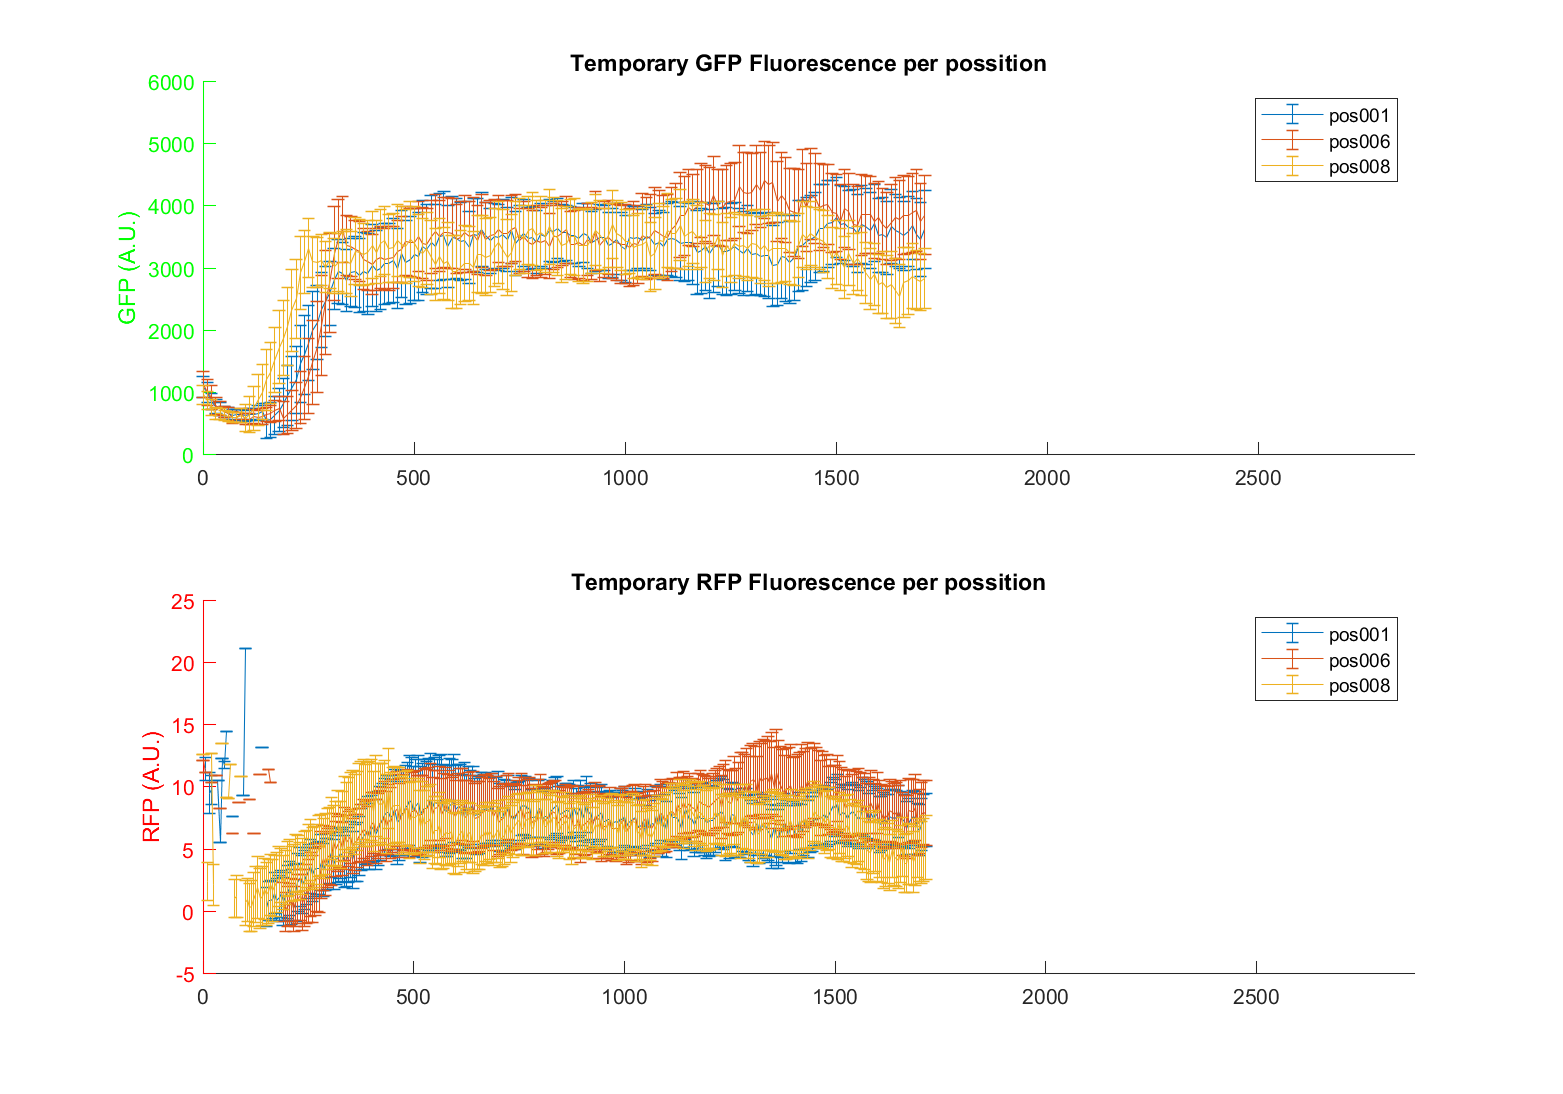 Temporary GFP Fluorescence per possition
GFP (A.U.)
6000
5000
4000
3000
2000
1000
0
0 500 1000 1500 2000 2500
pos001
pos006
pos008
Temporary RFP Fluorescence per possition
RFP (A.U.)
25
20
15
10
5
0
-5
0 500 1000 1500 2000 2500
pos001
pos006
pos008